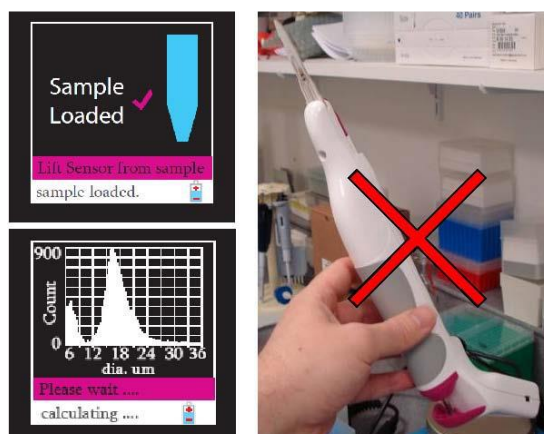 Sample
Loaded
Lift Sensor from sample
sample loaded.
900
Count
0
6 12 18 24 30 36
dia. um
Please wait ....
calculating ....
40 Pairs